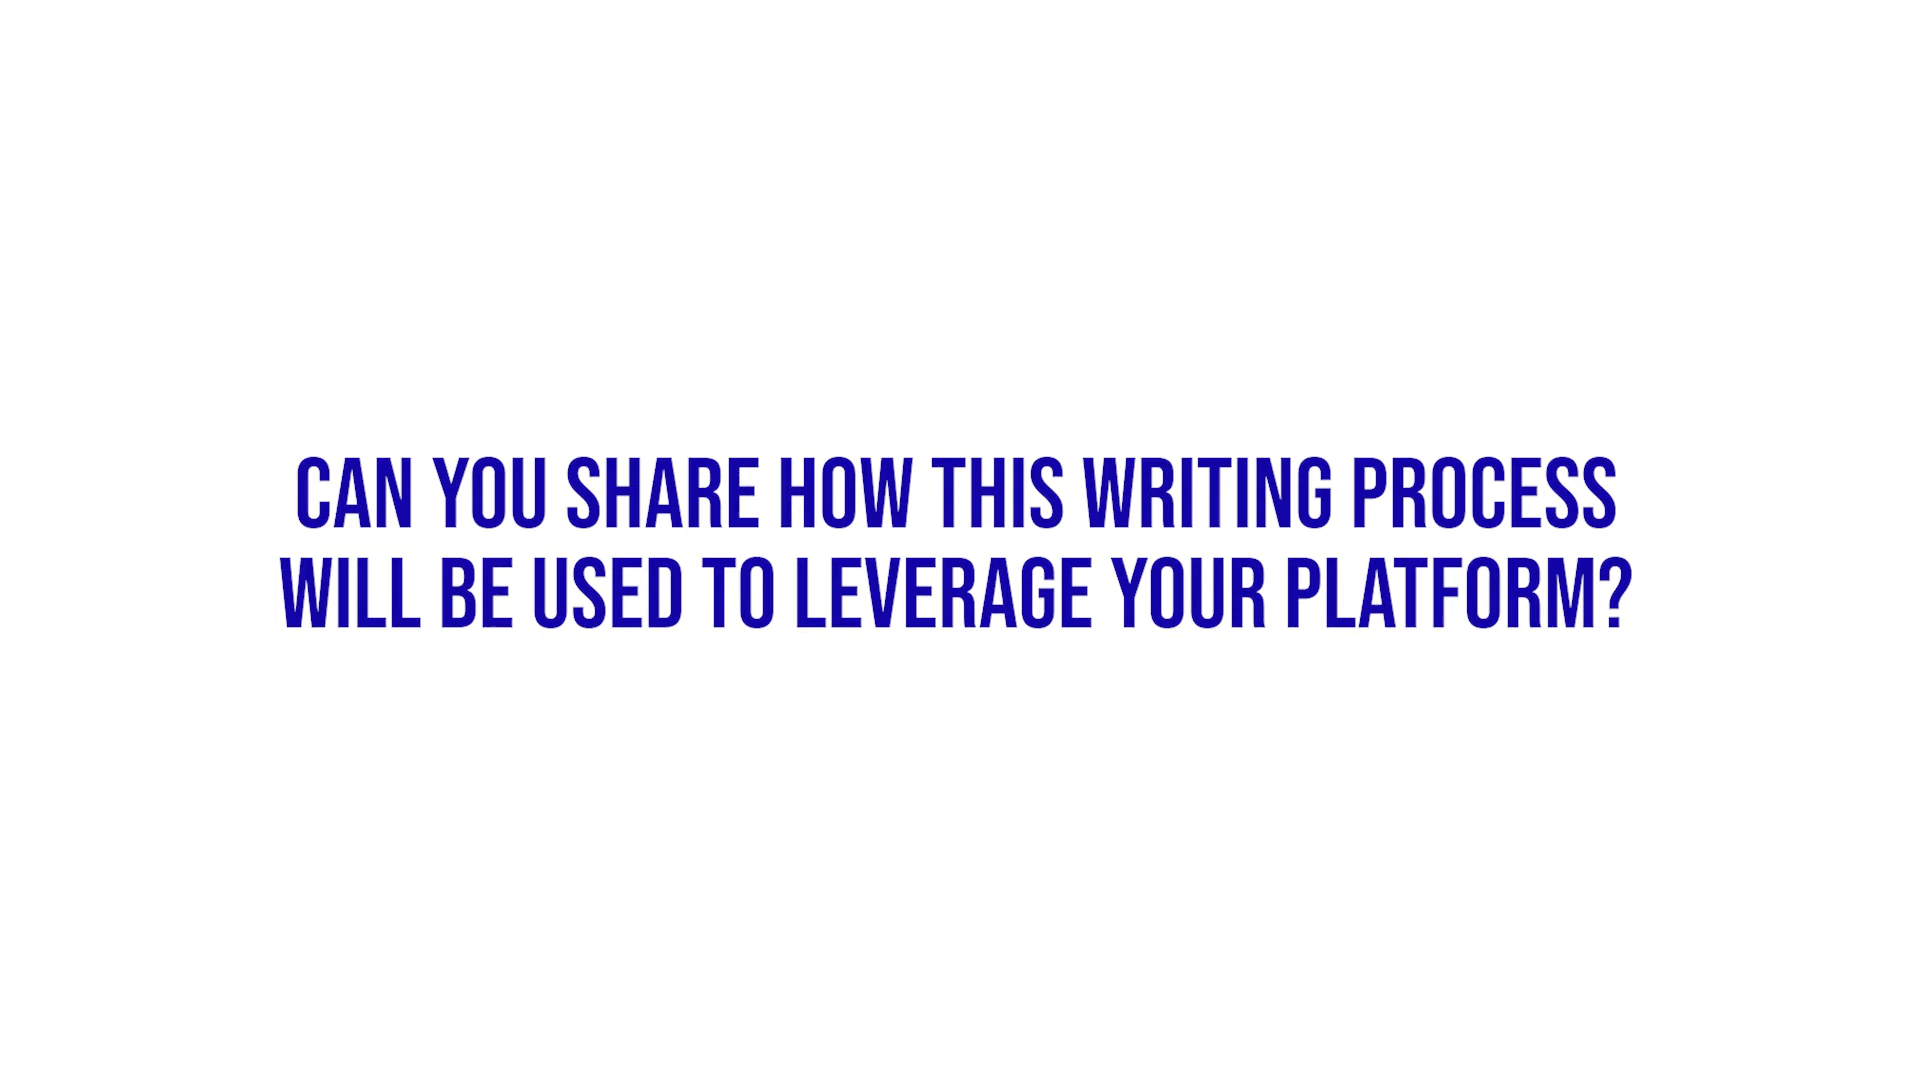 CAN YOU SHARE HOW THIS WRITING PROCESS
WILL BE USED TO LEVERAGE YOUR PLATFORM?